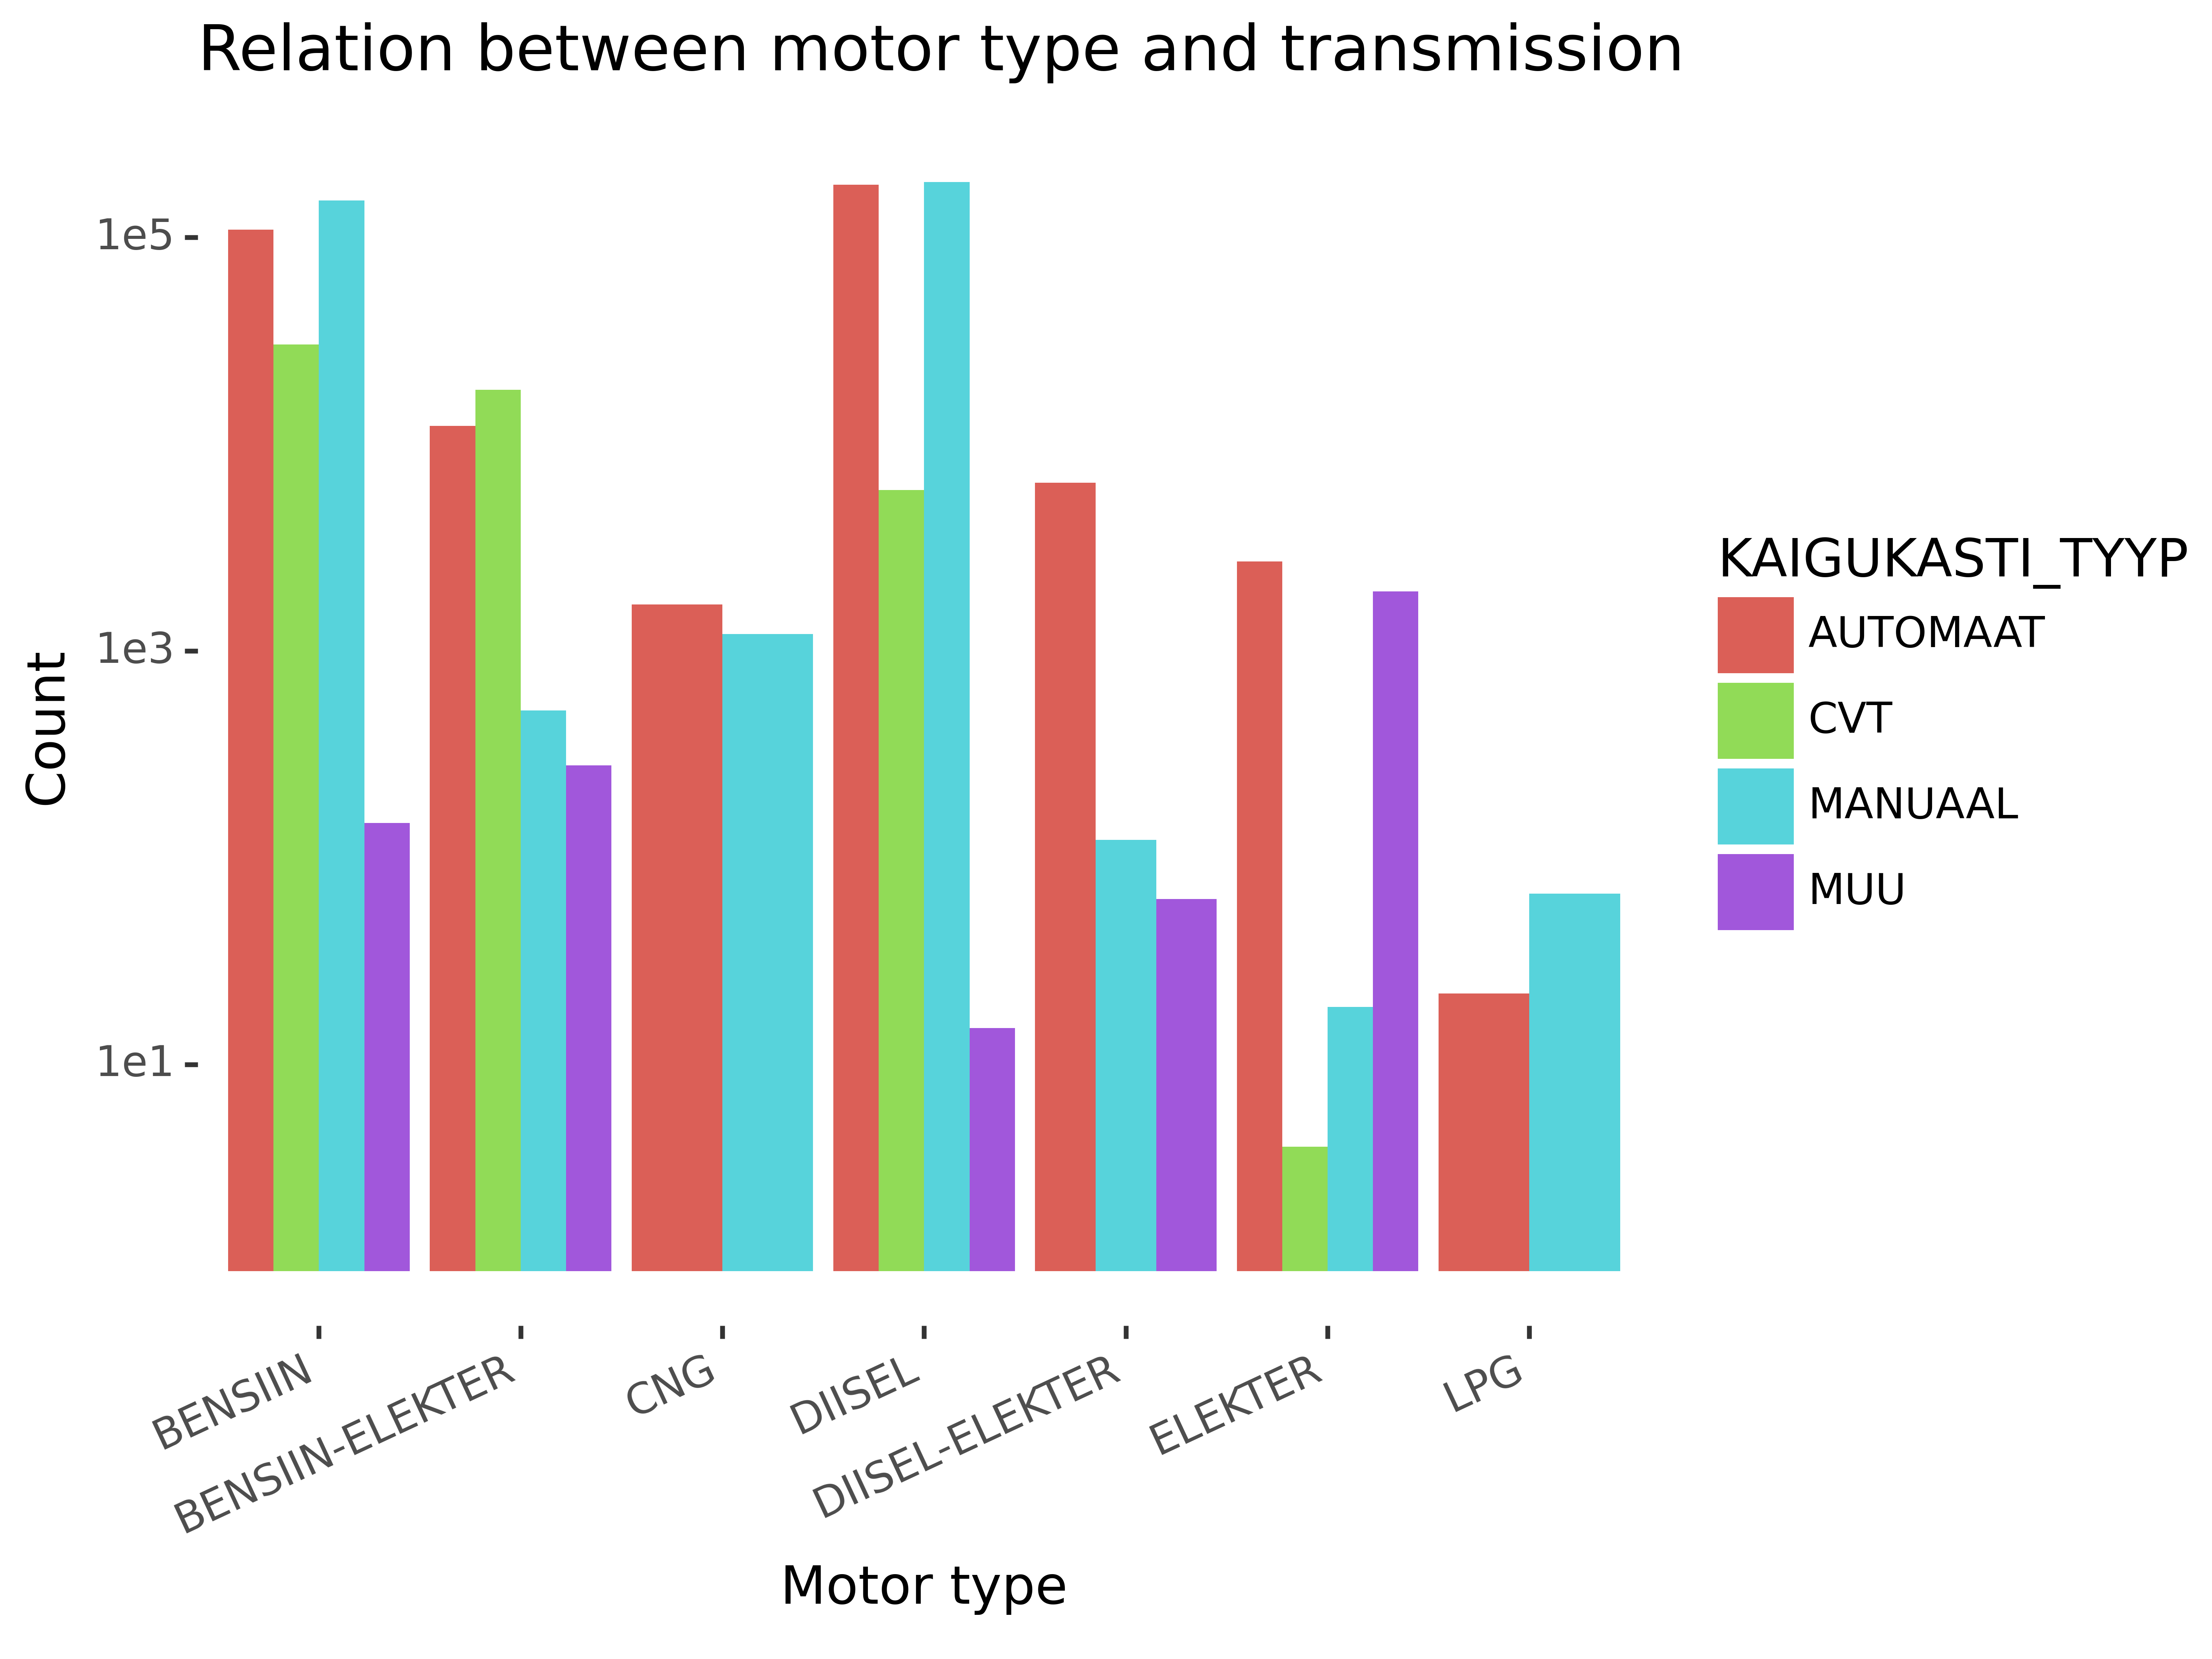 Relation between motor type and transmission
1e5
1e3
1e1
Count
BENSIIN
BENSIIN-ELEKTER
CNG
DIISEL
DIISEL-ELEKTER
ELEKTER
LPG
Motor type
KAIGUKASTI_TYYP
AUTOMAAT
CVT
MANUAAL
MUU